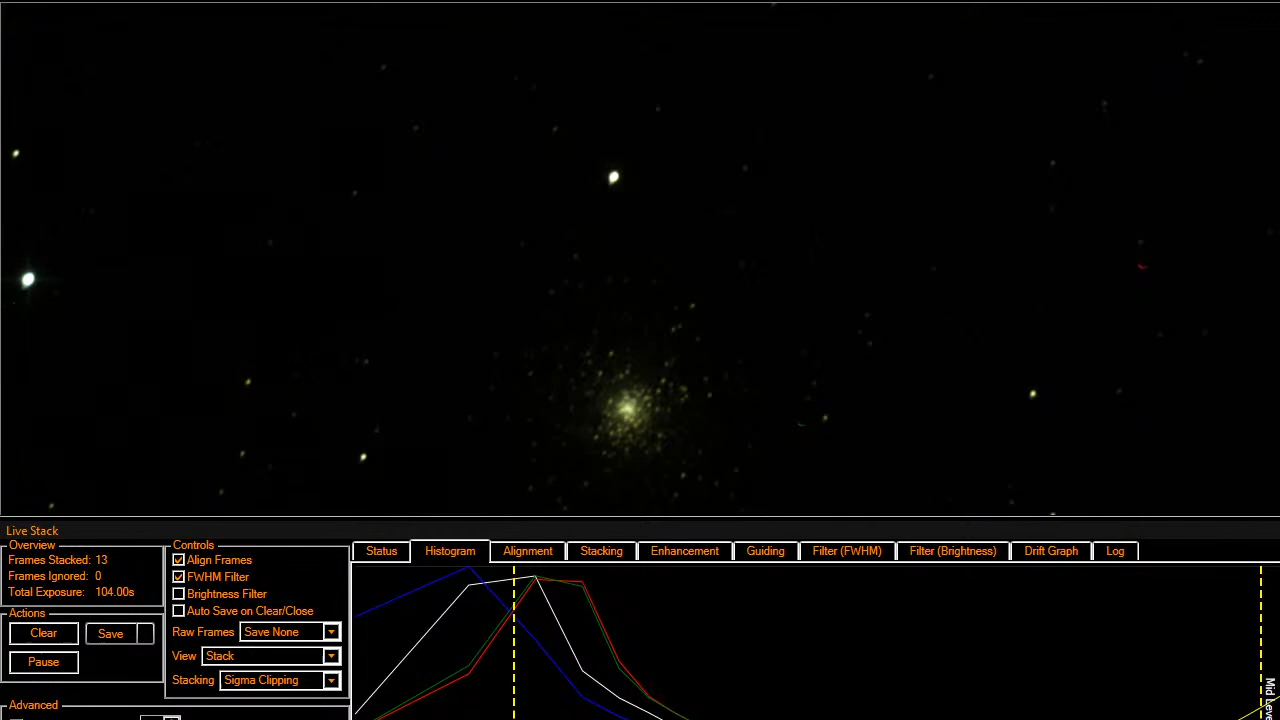 Live Stack
Overview
Frames Stacked: 13
Frames Ignored: 0
Total Exposure: 104.00s
Actions
Clear
Save
Pause
Controls
Align Frames
FWHM Filter
Brightness Filter
Auto Save on Clear/Close
Raw Frames Save None
View Stack
Stacking Sigma Clipping
Advanced
Status Histogram Alignment Stacking Enhancement Guiding Filter (FWHM) Filter (Brightness) Drift Graph Log
Mid